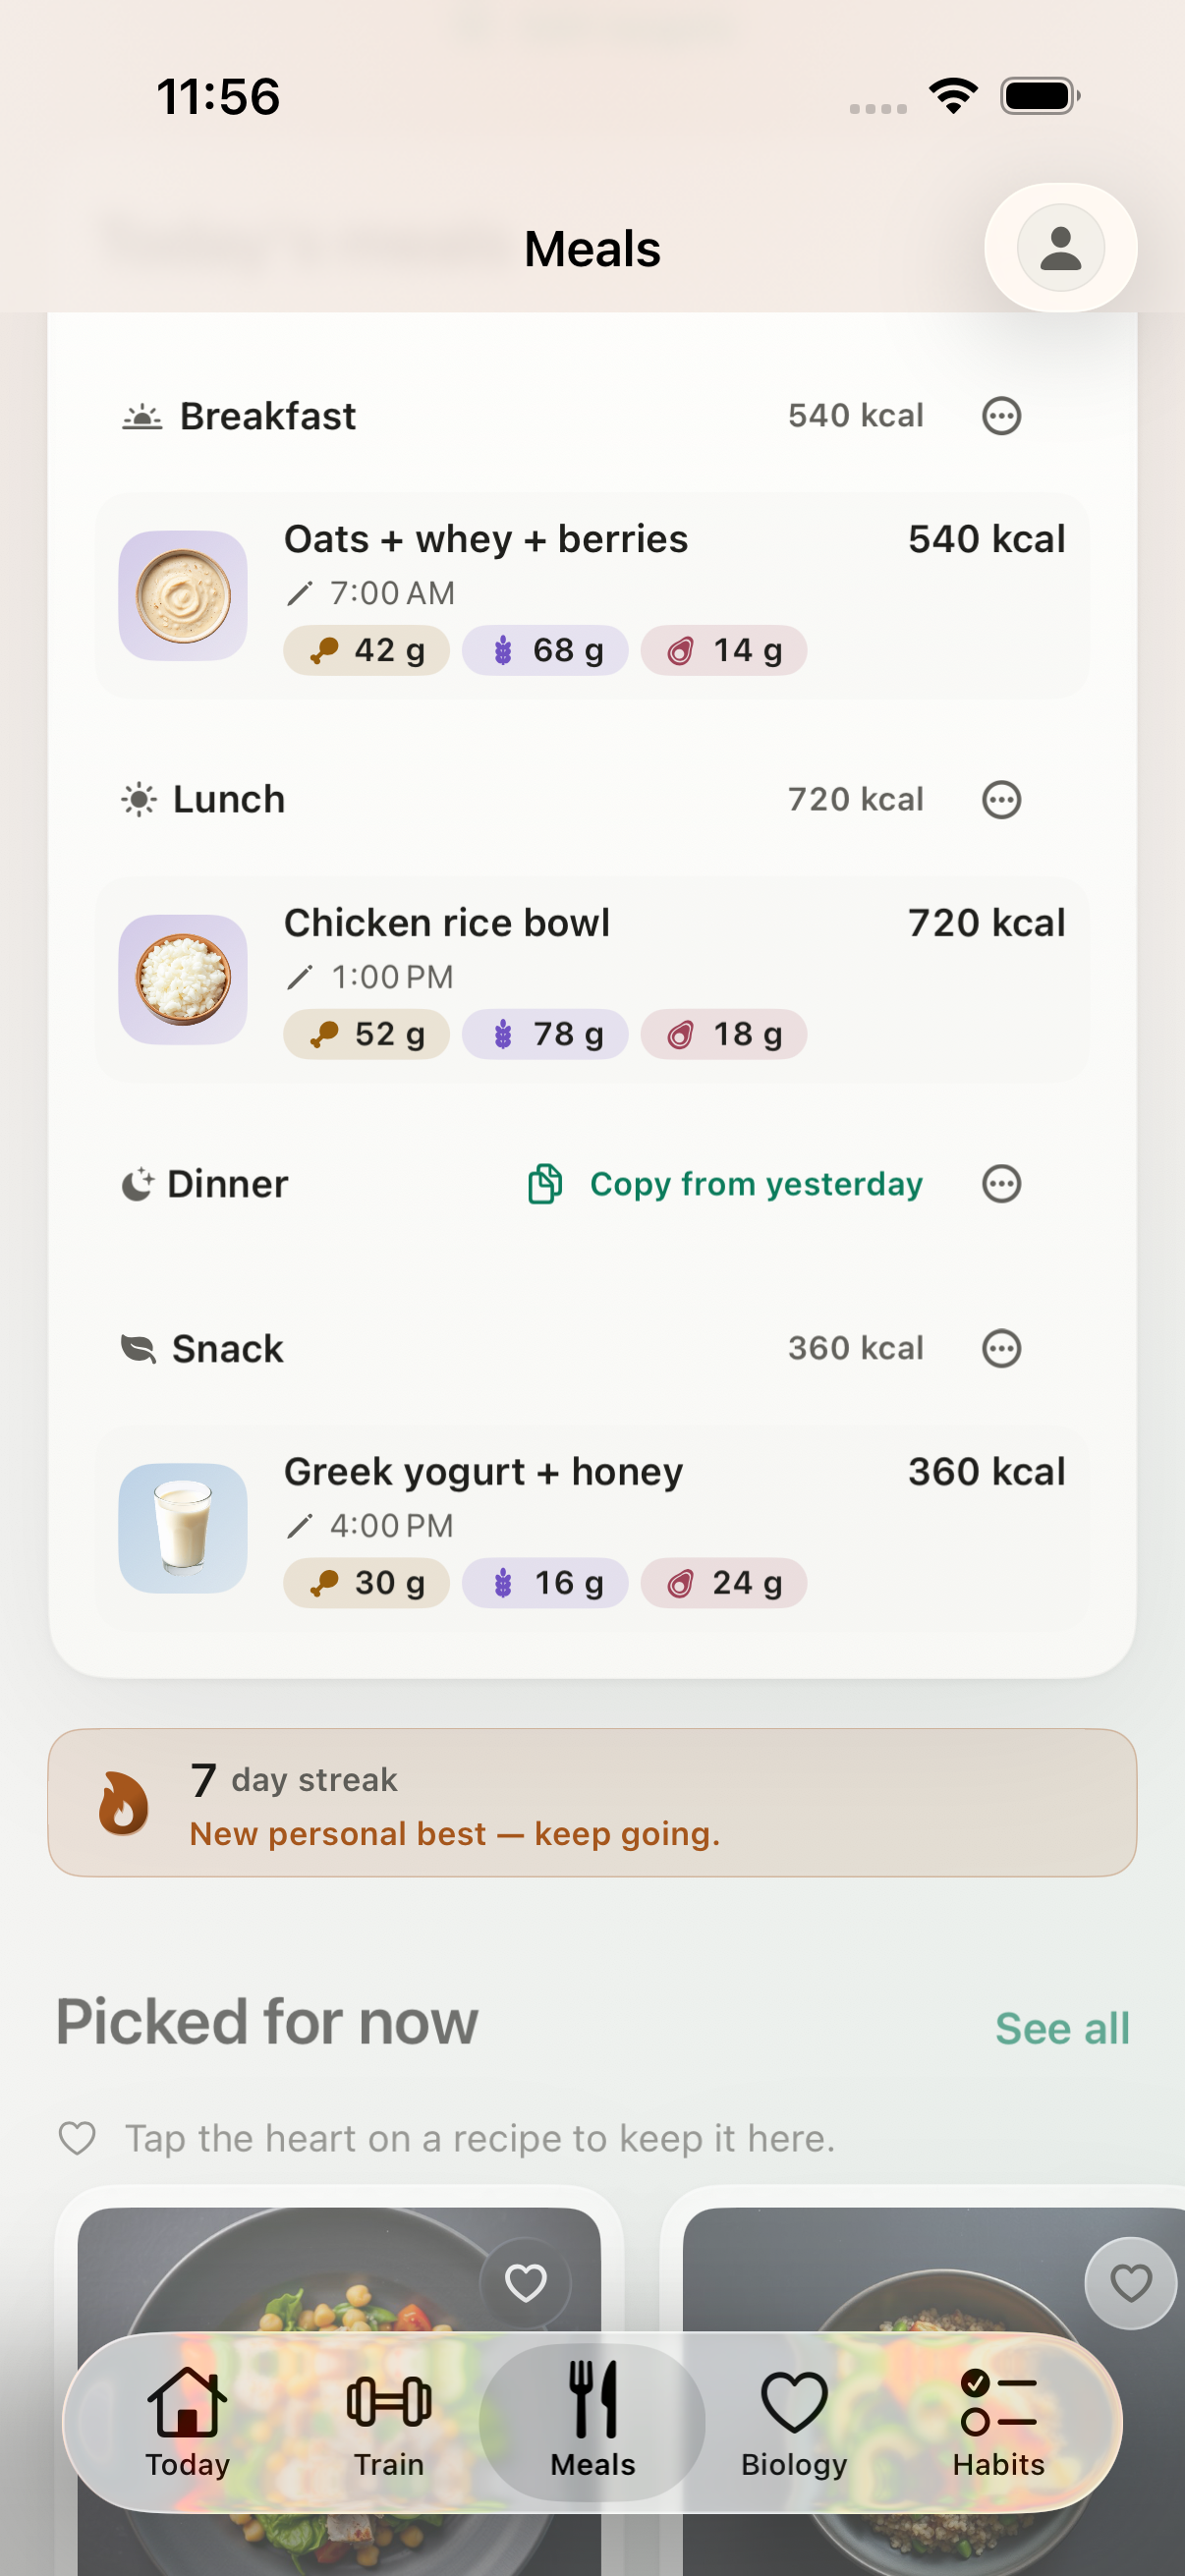 11:56
Meals
Breakfast 540 kcal
Oats + whey + berries 540 kcal
7:00 AM
42 g 68 g 14 g
Lunch 720 kcal
Chicken rice bowl 720 kcal
1:00 PM
52 g 78 g 18 g
Dinner Copy from yesterday
Snack 360 kcal
Greek yogurt + honey 360 kcal
4:00 PM
30 g 16 g 24 g
7 day streak
New personal best — keep going.
Picked for now See all
Tap the heart on a recipe to keep it here.
Today Train Meals Biology Habits